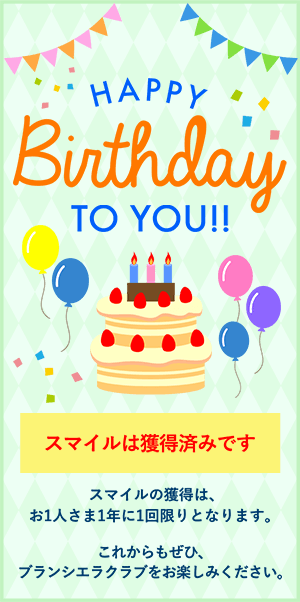 HAPPY
Birthday
TO YOU!!
スマイルは獲得済みです
スマイルの獲得は、
お1人さま1年に1回限りとなります。
これからもぜひ、
ブランシエラクラブをお楽しみください。